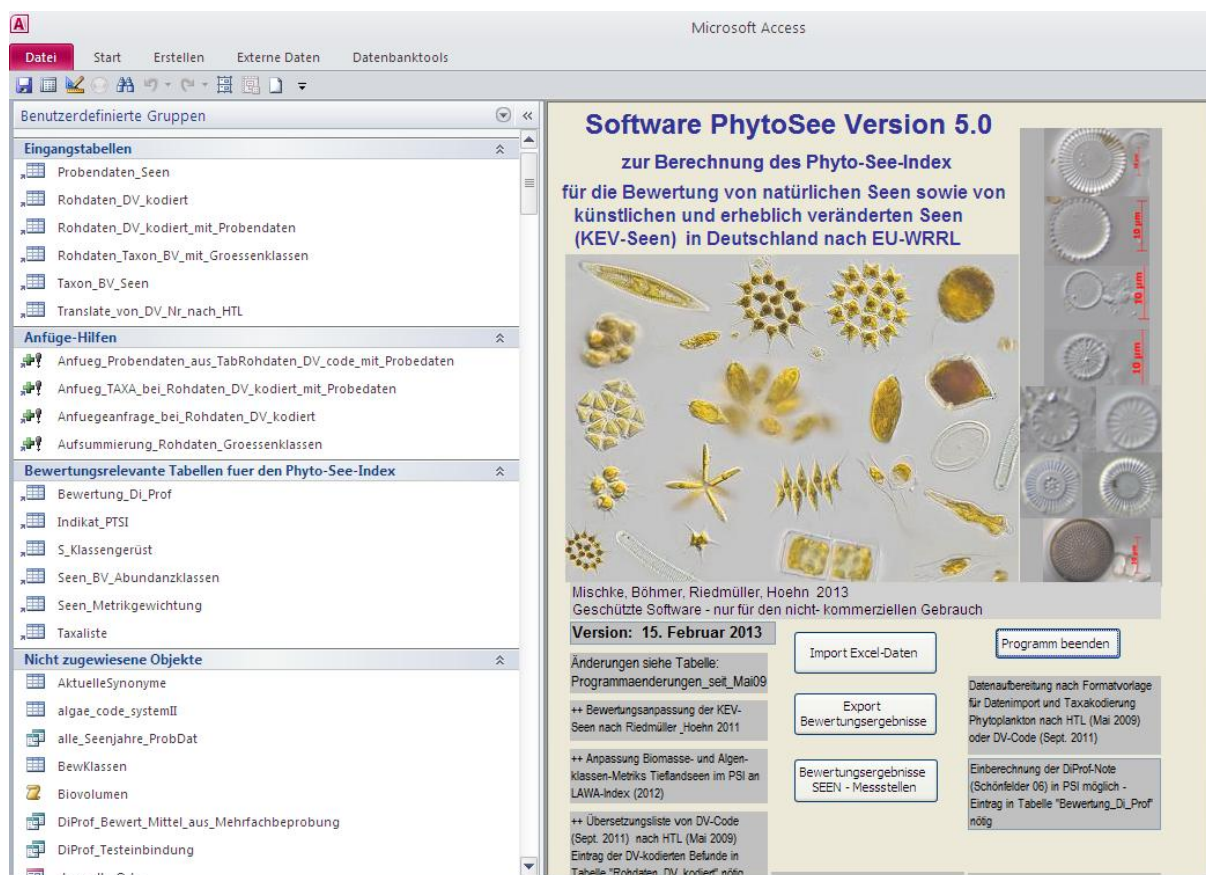 A
Microsoft Access
Datei Start Erstellen Externe Daten Datenbanktools
Benutzerdefinierte Gruppen
Eingangstabellen
Probendaten_Seen
Rohdaten_DV_kodiert
Rohdaten_DV_kodiert_mit_Probendaten
Rohdaten_Taxon_BV_mit_Groessenklassen
Taxon_BV_Seen
Translate_von_DV_Nr_nach_HTL
Anfüge-Hilfen
Anfueg_Probendaten_aus_TabRohdaten_DV_code_mit_Probedaten
Anfueg_TAXA_bei_Rohdaten_DV_kodiert_mit_Probedaten
Anfuegeanfrage_bei_Rohdaten_DV_kodiert
Aufsummierung_Rohdaten_Groessenklassen
Bewertungsrelevante Tabellen fuer den Phyto-See-Index
Bewertung_Di_Prof
Indikat_PTSI
S_Klassengerüst
Seen_BV_Abundanzklassen
Seen_Metrikgewichtung
Taxaliste
Nicht zugewiesene Objekte
AktuelleSynonyme
algae_code_systemII
alle_Seenjahre_ProbDat
BewKlassen
Biovolumen
DiProf_Bewert_Mittel_aus_Mehrfachbeprobung
DiProf_Testeinbindung
Software PhytoSee Version 5.0
zur Berechnung des Phyto-See-Index
für die Bewertung von natürlichen Seen sowie von
künstlichen und erheblich veränderten Seen
(KEV-Seen) in Deutschland nach EU-WRRL
10 µm
10 µm
10 µm
Mischke, Böhmer, Riedmüller, Hoehn 2013
Geschützte Software - nur für den nicht- kommerziellen Gebrauch
Version: 15. Februar 2013
Änderungen siehe Tabelle:
Programmaenderungen_seit_Mai09
++ Bewertungsanpassung der KEV-
Seen nach Riedmüller_Hoehn 2011
++ Anpassung Biomasse- und Algen-
klassen-Metriks Tieflandseen im PSI an
LAWA-Index (2012)
++ Übersetzungsliste von DV-Code
(Sept. 2011) nach HTL (Mai 2009)
Eintrag der DV-kodierten Befunde in
Tabelle "Rohdaten_DV_kodiert" nötig
Import Excel-Daten
Export
Bewertungsergebnisse
Bewertungsergebnisse
SEEN - Messstellen
Programm beenden
Datenaufbereitung nach Formatvorlage
für Datenimport und Taxakodierung
Phytoplankton nach HTL (Mai 2009)
oder DV-Code (Sept. 2011)
Einberechnung der DiProf-Note
(Schönfelder 06) in PSI möglich -
Eintrag in Tabelle "Bewertung_Di_Prof"
nötig